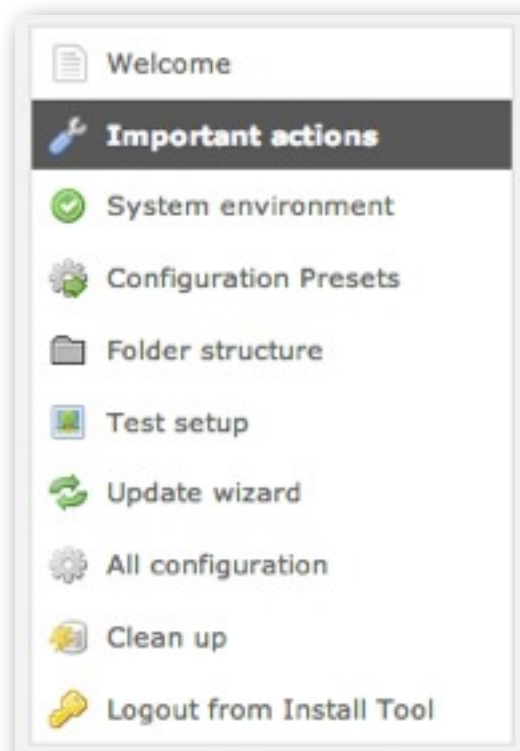 Welcome
Important actions
System environment
Configuration Presets
Folder structure
Test setup
Update wizard
All configuration
Clean up
Logout from Install Tool